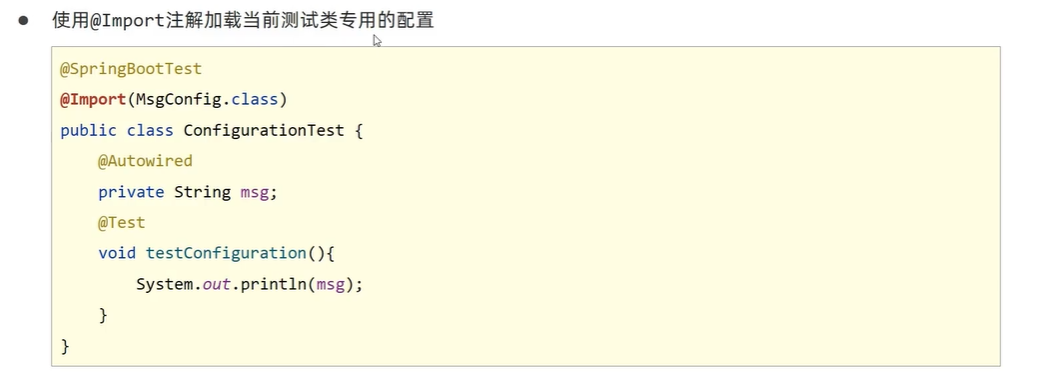 使用@Import注解加载当前测试类专用的配置
@SpringBootTest
@Import(MsgConfig.class)
public class ConfigurationTest {
@Autowired
private String msg;
@Test
void testConfiguration(){
System.out.println(msg);
}
}